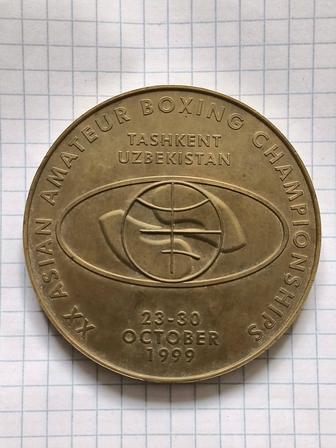 XX ASIAN AMATEUR BOXING CHAMPIONSHIPS
TASHKENT
UZBEKISTAN
23-30
OCTOBER
1999